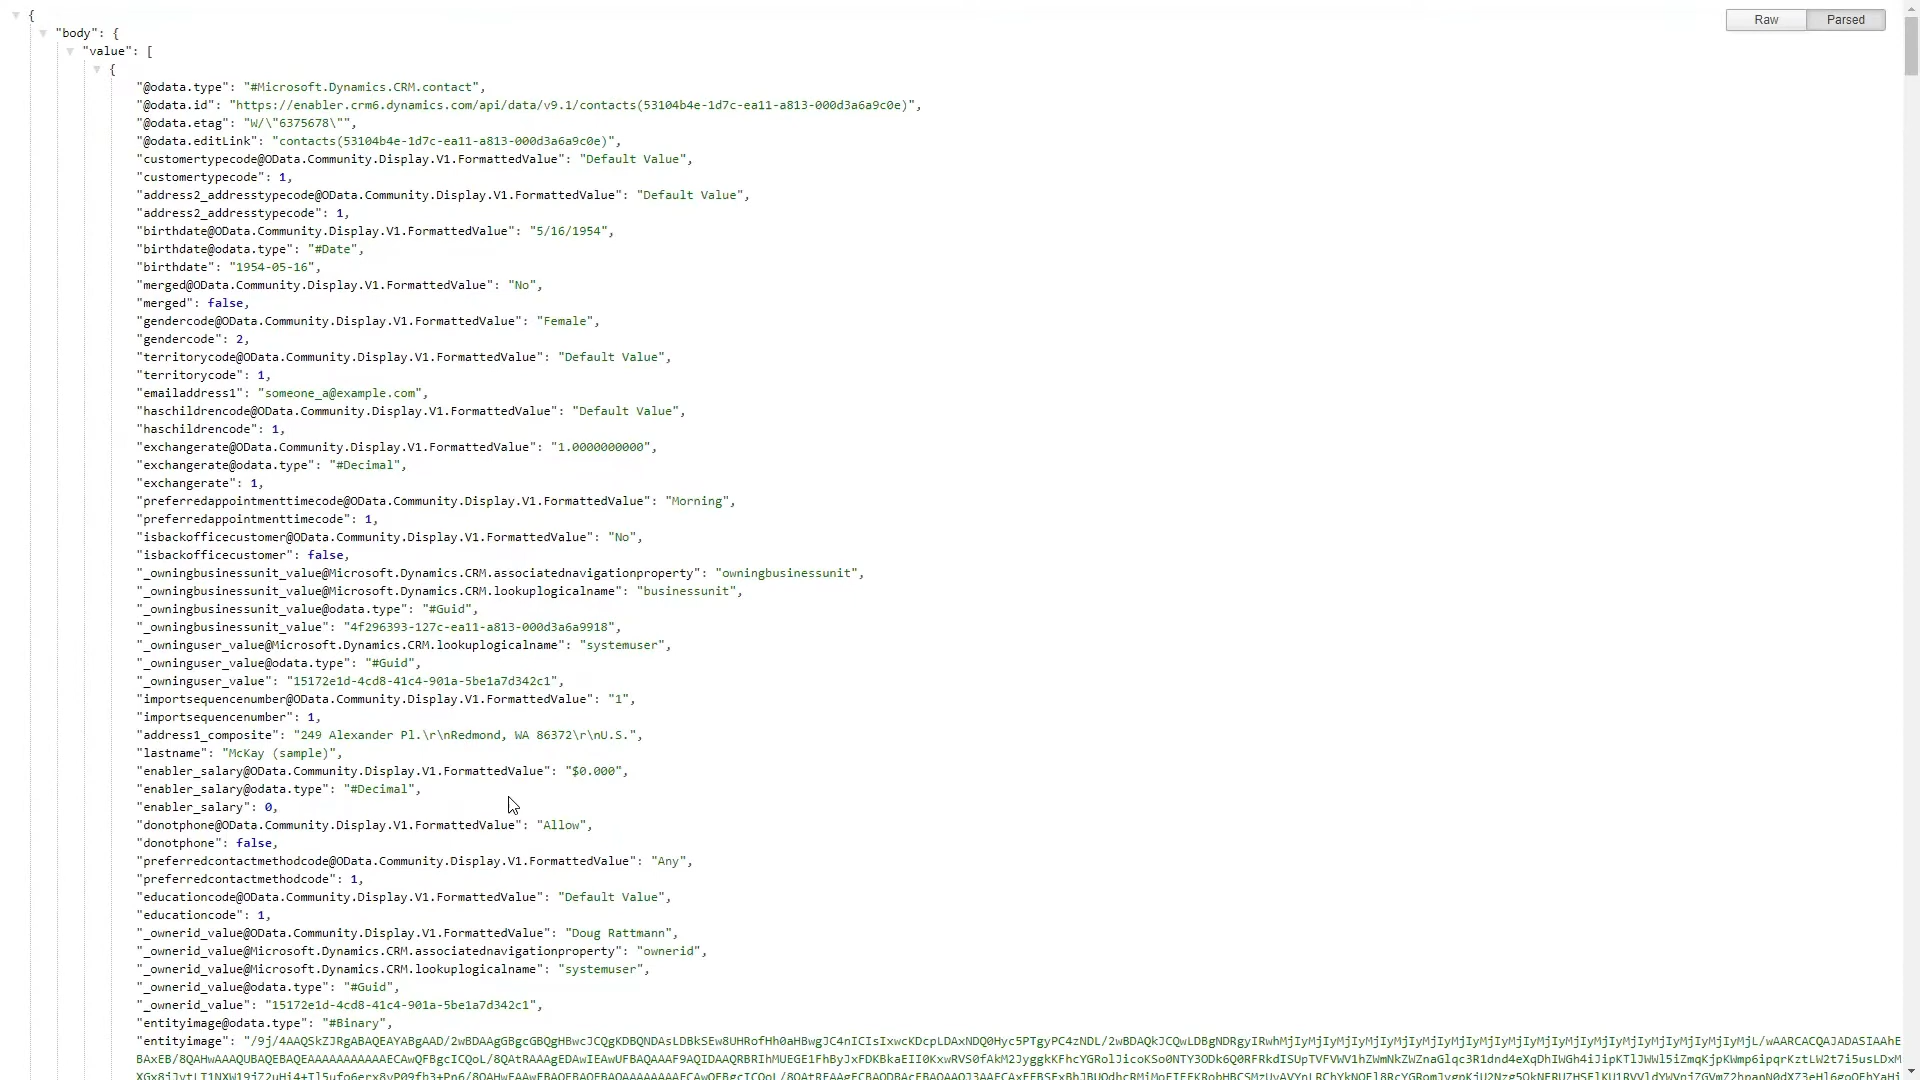 {
Raw Parsed
"body": {
"value": [
{
"@odata.type": "#Microsoft.Dynamics.CRM.contact",
"@odata.id": "https://enabler.crm6.dynamics.com/api/data/v9.1/contacts(53104b4e-1d7c-ea11-a813-000d3a6a9c0e)",
"@odata.etag": "W/\"6375678\"",
"@odata.editLink": "contacts(53104b4e-1d7c-ea11-a813-000d3a6a9c0e)",
"customertypecode@OData.Community.Display.V1.FormattedValue": "Default Value",
"customertypecode": 1,
"address2_addresstypecode@OData.Community.Display.V1.FormattedValue": "Default Value",
"address2_addresstypecode": 1,
"birthdate@OData.Community.Display.V1.FormattedValue": "5/16/1954",
"birthdate@odata.type": "#Date",
"birthdate": "1954-05-16",
"merged@OData.Community.Display.V1.FormattedValue": "No",
"merged": false,
"gendercode@OData.Community.Display.V1.FormattedValue": "Female",
"gendercode": 2,
"territorycode@OData.Community.Display.V1.FormattedValue": "Default Value",
"territorycode": 1,
"emailaddress1": "someone_a@example.com",
"haschildrencode@OData.Community.Display.V1.FormattedValue": "Default Value",
"haschildrencode": 1,
"exchangerate@OData.Community.Display.V1.FormattedValue": "1.0000000000",
"exchangerate@odata.type": "#Decimal",
"exchangerate": 1,
"preferredappointmenttimecode@OData.Community.Display.V1.FormattedValue": "Morning",
"preferredappointmenttimecode": 1,
"isbackofficecustomer@OData.Community.Display.V1.FormattedValue": "No",
"isbackofficecustomer": false,
"_owningbusinessunit_value@Microsoft.Dynamics.CRM.associatednavigationproperty": "owningbusinessunit",
"_owningbusinessunit_value@Microsoft.Dynamics.CRM.lookuplogicalname": "businessunit",
"_owningbusinessunit_value@odata.type": "#Guid",
"_owningbusinessunit_value": "4f296393-127c-ea11-a813-000d3a6a9918",
"_owninguser_value@Microsoft.Dynamics.CRM.lookuplogicalname": "systemuser",
"_owninguser_value@odata.type": "#Guid",
"_owninguser_value": "15172e1d-4cd8-41c4-901a-5be1a7d342c1",
"importsequencenumber@OData.Community.Display.V1.FormattedValue": "1",
"importsequencenumber": 1,
"address1_composite": "249 Alexander Pl.\r\nRedmond, WA 86372\r\nU.S.",
"lastname": "McKay (sample)",
"enabler_salary@OData.Community.Display.V1.FormattedValue": "$0.000",
"enabler_salary@odata.type": "#Decimal",
"enabler_salary": 0,
"donotphone@OData.Community.Display.V1.FormattedValue": "Allow",
"donotphone": false,
"preferredcontactmethodcode@OData.Community.Display.V1.FormattedValue": "Any",
"preferredcontactmethodcode": 1,
"educationcode@OData.Community.Display.V1.FormattedValue": "Default Value",
"educationcode": 1,
"_ownerid_value@OData.Community.Display.V1.FormattedValue": "Doug Rattmann",
"_ownerid_value@Microsoft.Dynamics.CRM.associatednavigationproperty": "ownerid",
"_ownerid_value@Microsoft.Dynamics.CRM.lookuplogicalname": "systemuser",
"_ownerid_value@odata.type": "#Guid",
"_ownerid_value": "15172e1d-4cd8-41c4-901a-5be1a7d342c1",
"entityimage@odata.type": "#Binary",
"entityimage":